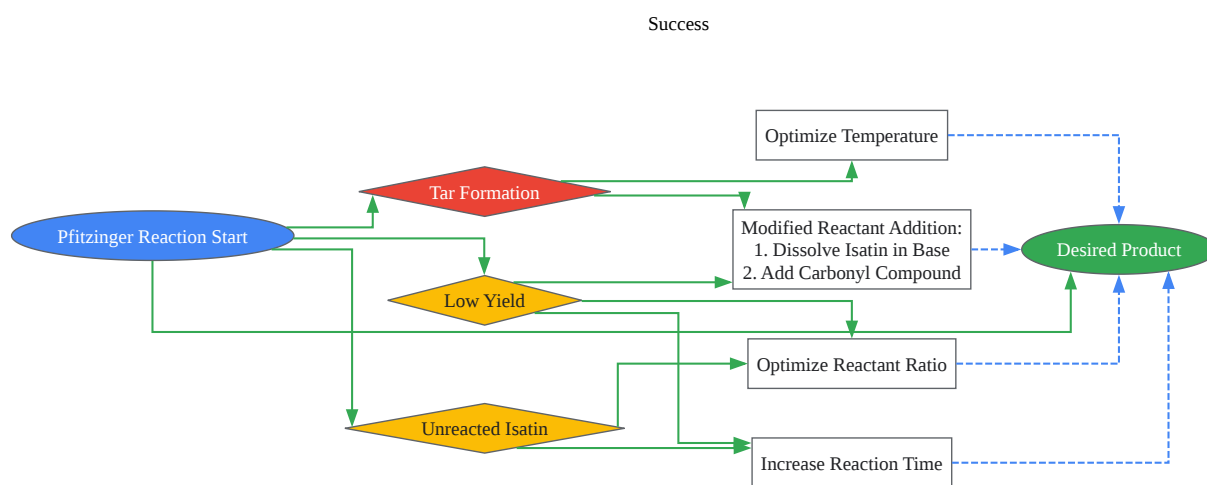 Success
Optimize Temperature
Tar Formation
Modified Reactant Addition:
1. Dissolve Isatin in Base
2. Add Carbonyl Compound
Pfitzinger Reaction Start
Desired Product
Low Yield
Optimize Reactant Ratio
Unreacted Isatin
Increase Reaction Time